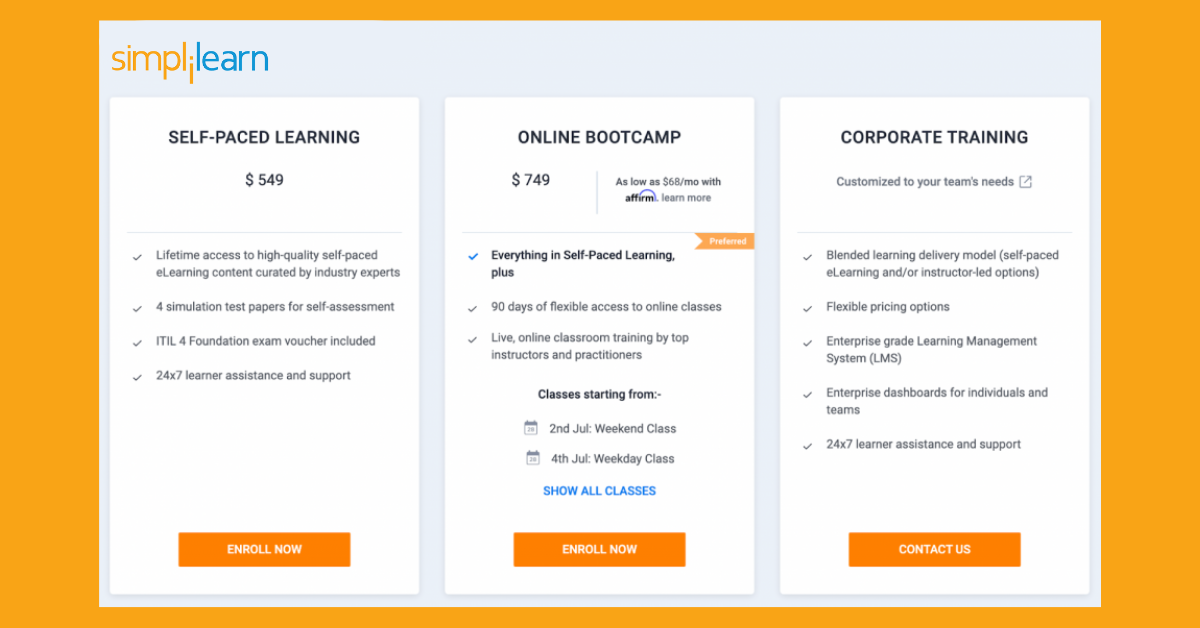 simplilearn
SELF-PACED LEARNING
$ 549
Lifetime access to high-quality self-paced
eLearning content curated by industry experts
4 simulation test papers for self-assessment
ITIL 4 Foundation exam voucher included
24x7 learner assistance and support
ENROLL NOW
ONLINE BOOTCAMP
$ 749
As low as $68/mo with
affirm. learn more
Preferred
Everything in Self-Paced Learning,
plus
90 days of flexible access to online classes
Live, online classroom training by top
instructors and practitioners
Classes starting from:-
2nd Jul: Weekend Class
4th Jul: Weekday Class
SHOW ALL CLASSES
ENROLL NOW
CORPORATE TRAINING
Customized to your team's needs
Blended learning delivery model (self-paced
eLearning and/or instructor-led options)
Flexible pricing options
Enterprise grade Learning Management
System (LMS)
Enterprise dashboards for individuals and
teams
24x7 learner assistance and support
CONTACT US